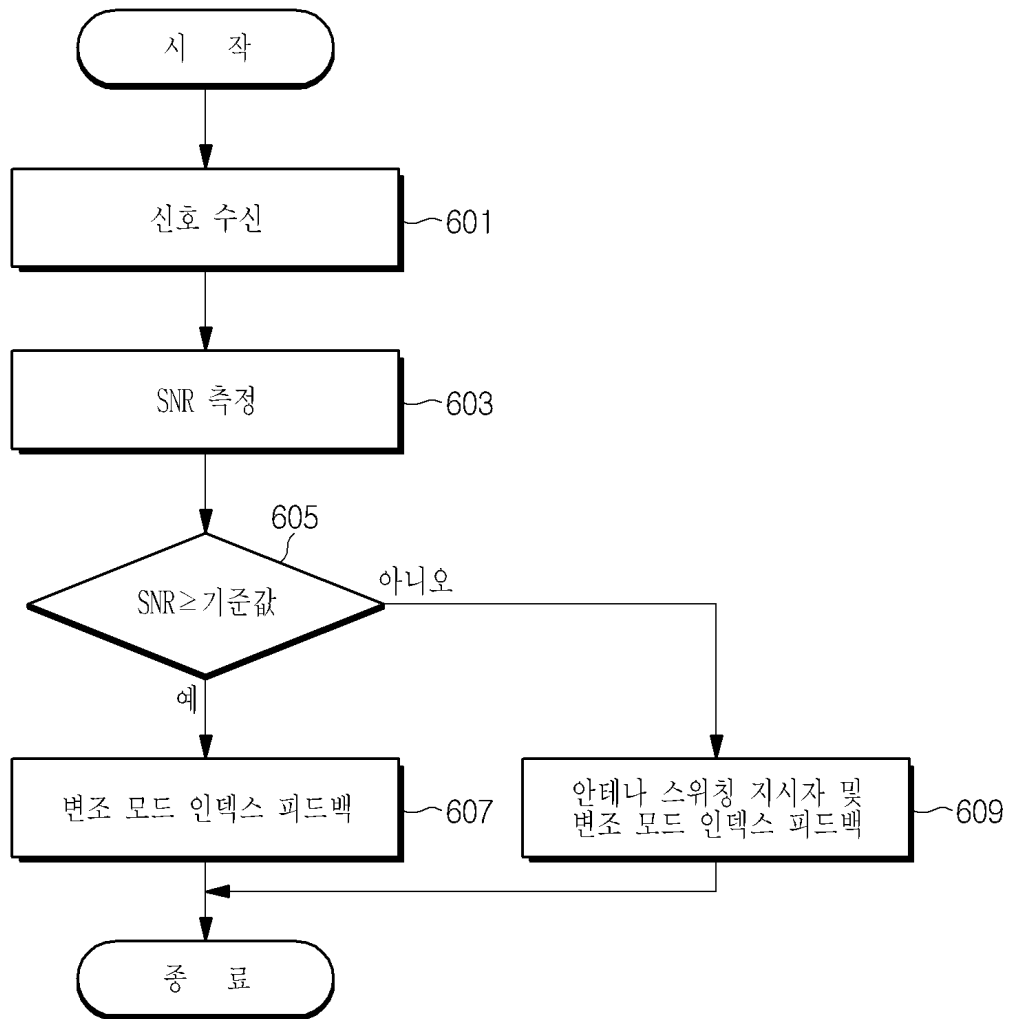 시 작
신호 수신
601
SNR 측정
603
605
SNR≥기준값
아니오
예
변조 모드 인덱스 피드백
607
안테나 스위칭 지시자 및
변조 모드 인덱스 피드백
609
종 료